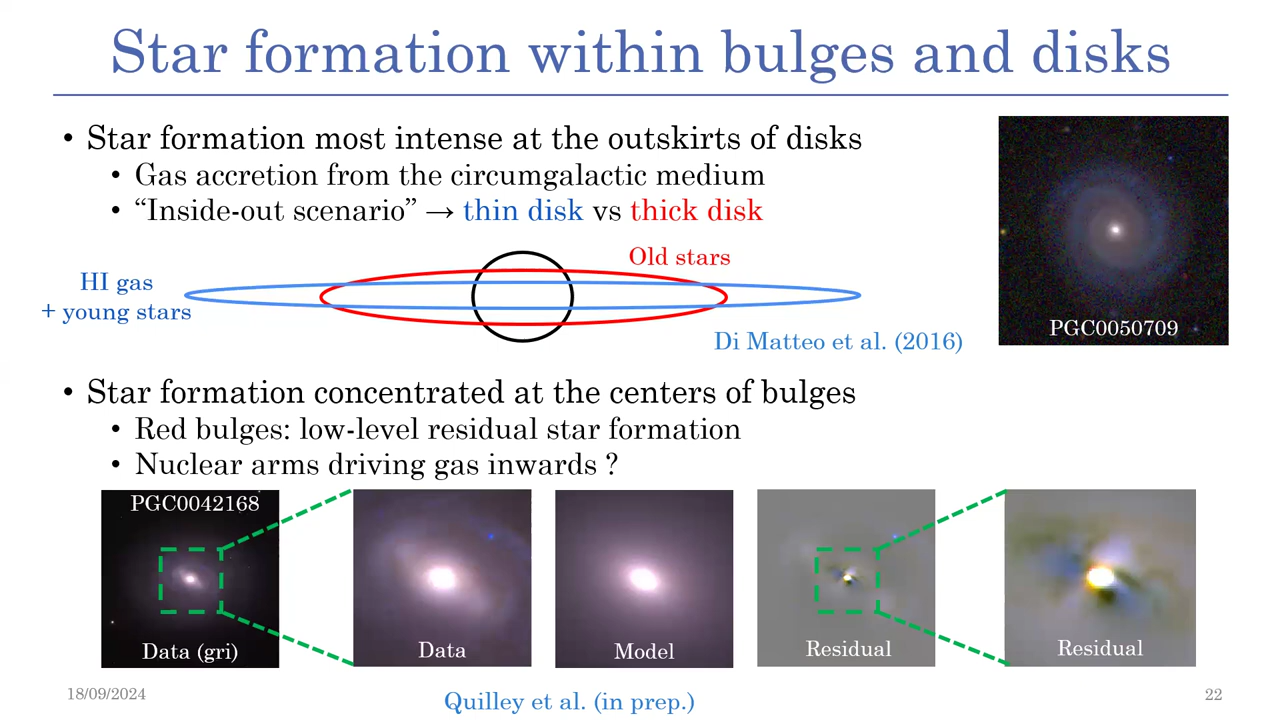 Star formation within bulges and disks
• Star formation most intense at the outskirts of disks
• Gas accretion from the circumgalactic medium
• “Inside-out scenario” → thin disk vs thick disk
Old stars
HI gas
+ young stars
Di Matteo et al. (2016)
PGC0050709
• Star formation concentrated at the centers of bulges
• Red bulges: low-level residual star formation
• Nuclear arms driving gas inwards ?
PGC0042168
Data (gri)
Data
Model
Residual
Residual
18/09/2024
Quilley et al. (in prep.)
22